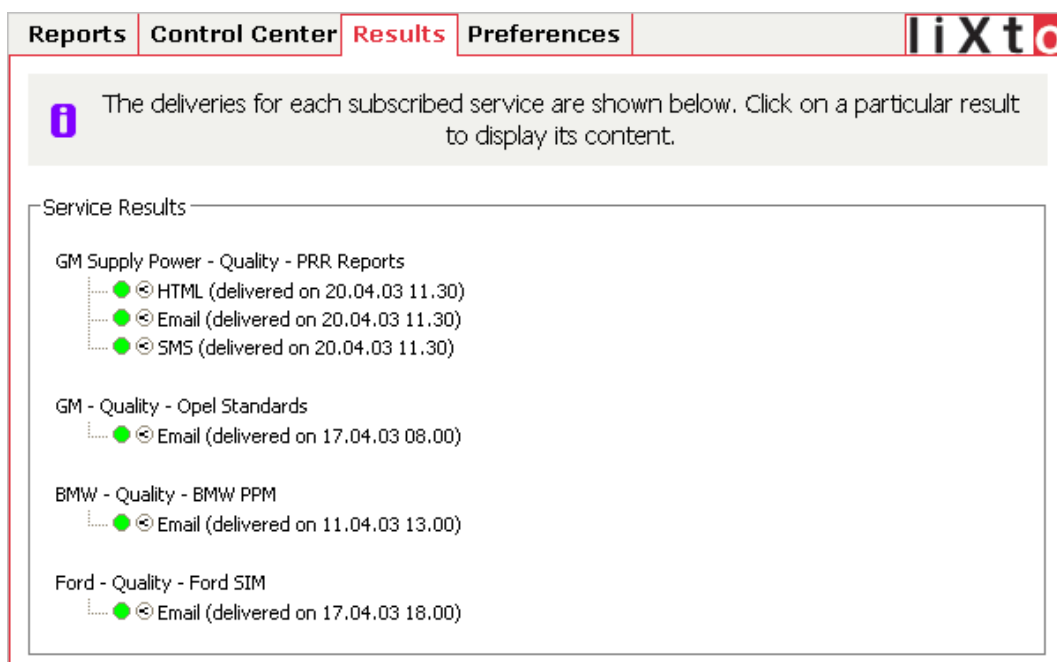 Reports Control Center Results Preferences liXto
The deliveries for each subscribed service are shown below. Click on a particular result
to display its content.
Service Results
GM Supply Power - Quality - PRR Reports
HTML (delivered on 20.04.03 11.30)
Email (delivered on 20.04.03 11.30)
SMS (delivered on 20.04.03 11.30)
GM - Quality - Opel Standards
Email (delivered on 17.04.03 08.00)
BMW - Quality - BMW PPM
Email (delivered on 11.04.03 13.00)
Ford - Quality - Ford SIM
Email (delivered on 17.04.03 18.00)